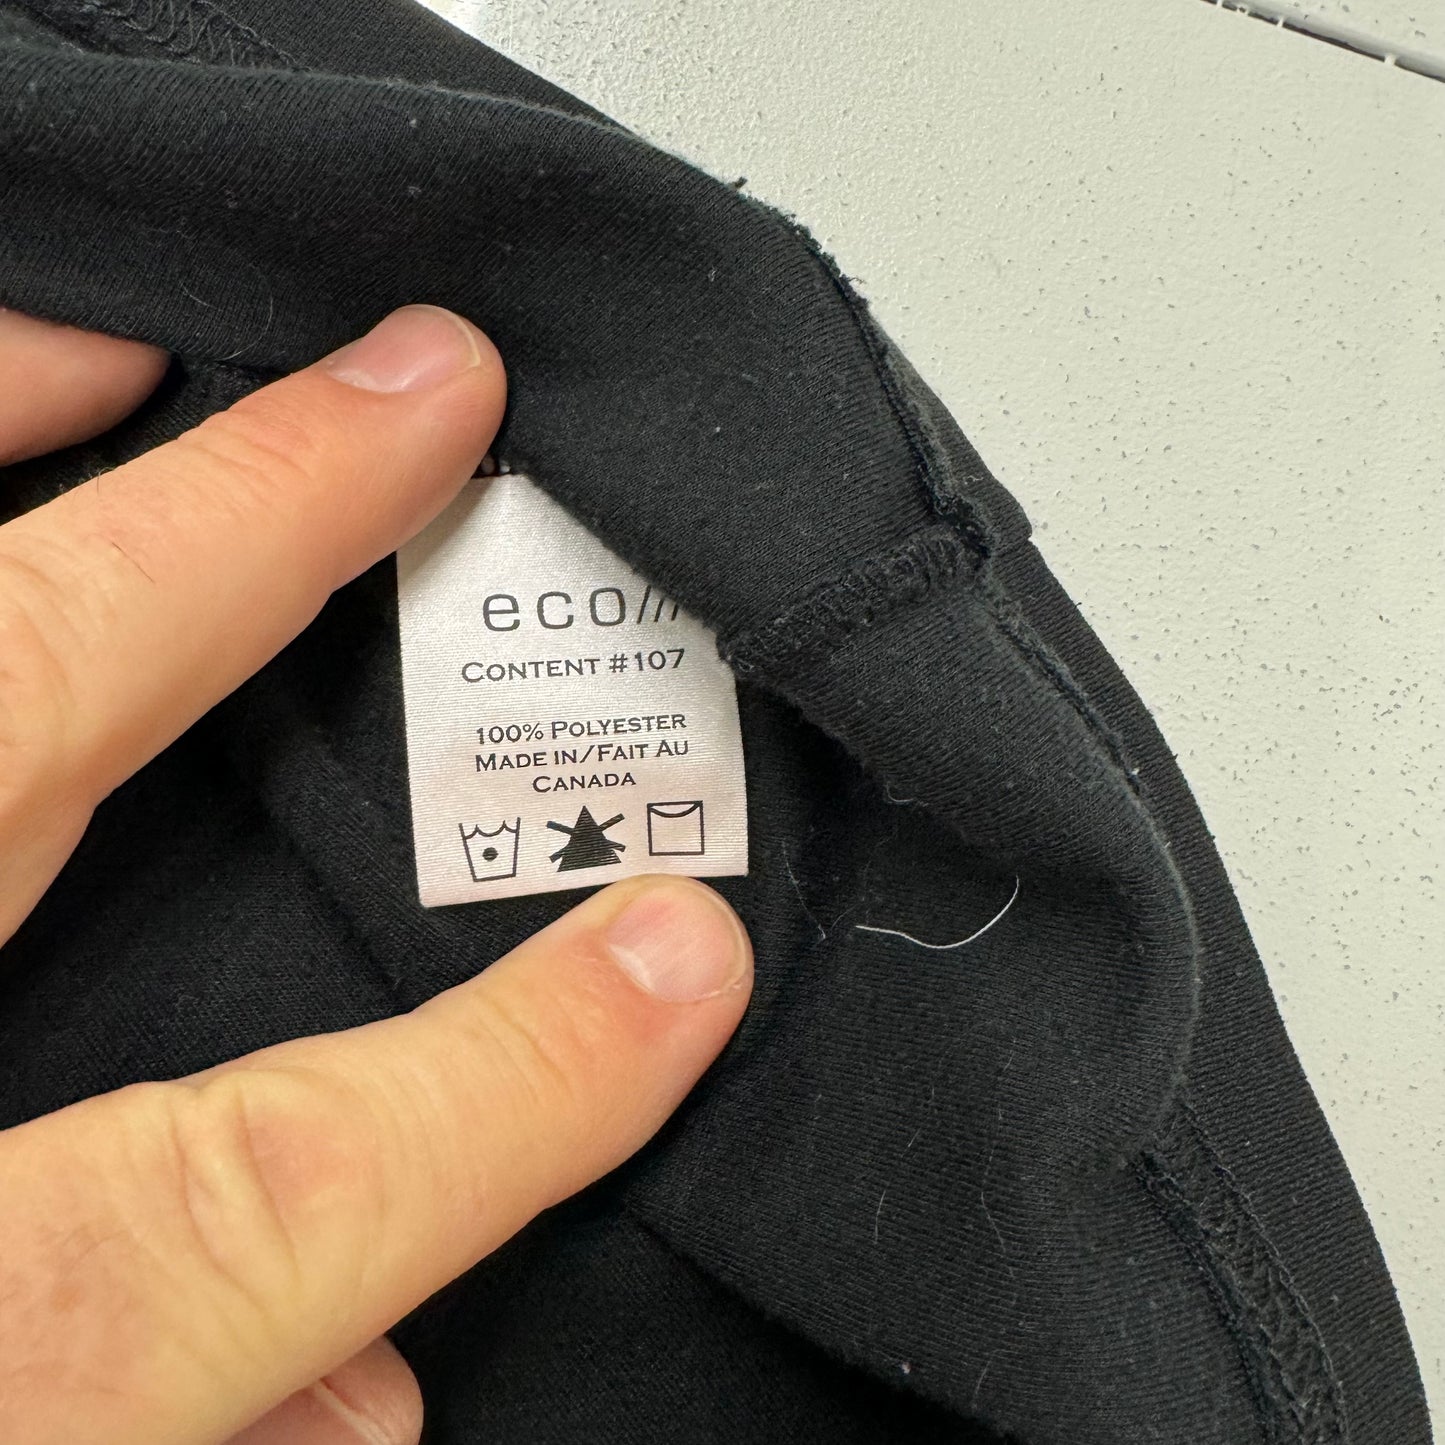 eco///
CONTENT #107
100% POLYESTER
MADE IN/FAIT AU
CANADA